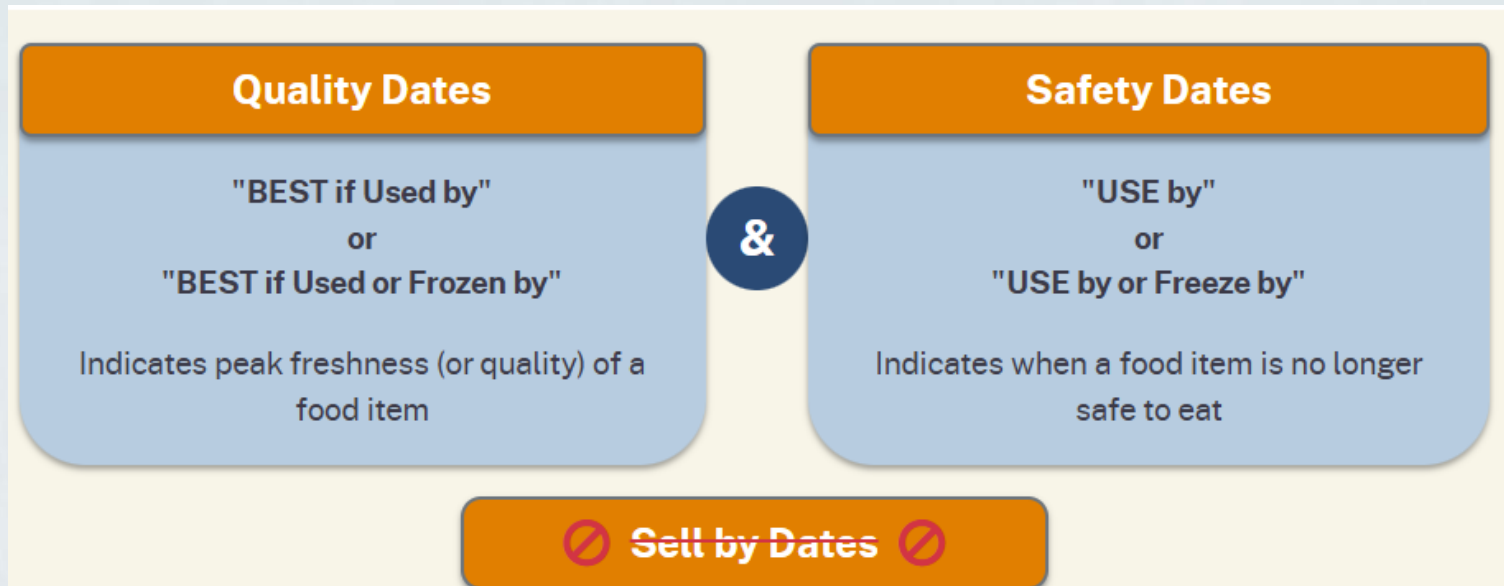 Quality Dates
"BEST if Used by"
or
"BEST if Used or Frozen by"
Indicates peak freshness (or quality) of a
food item
&
Safety Dates
"USE by"
or
"USE by or Freeze by"
Indicates when a food item is no longer
safe to eat
Sell by Dates